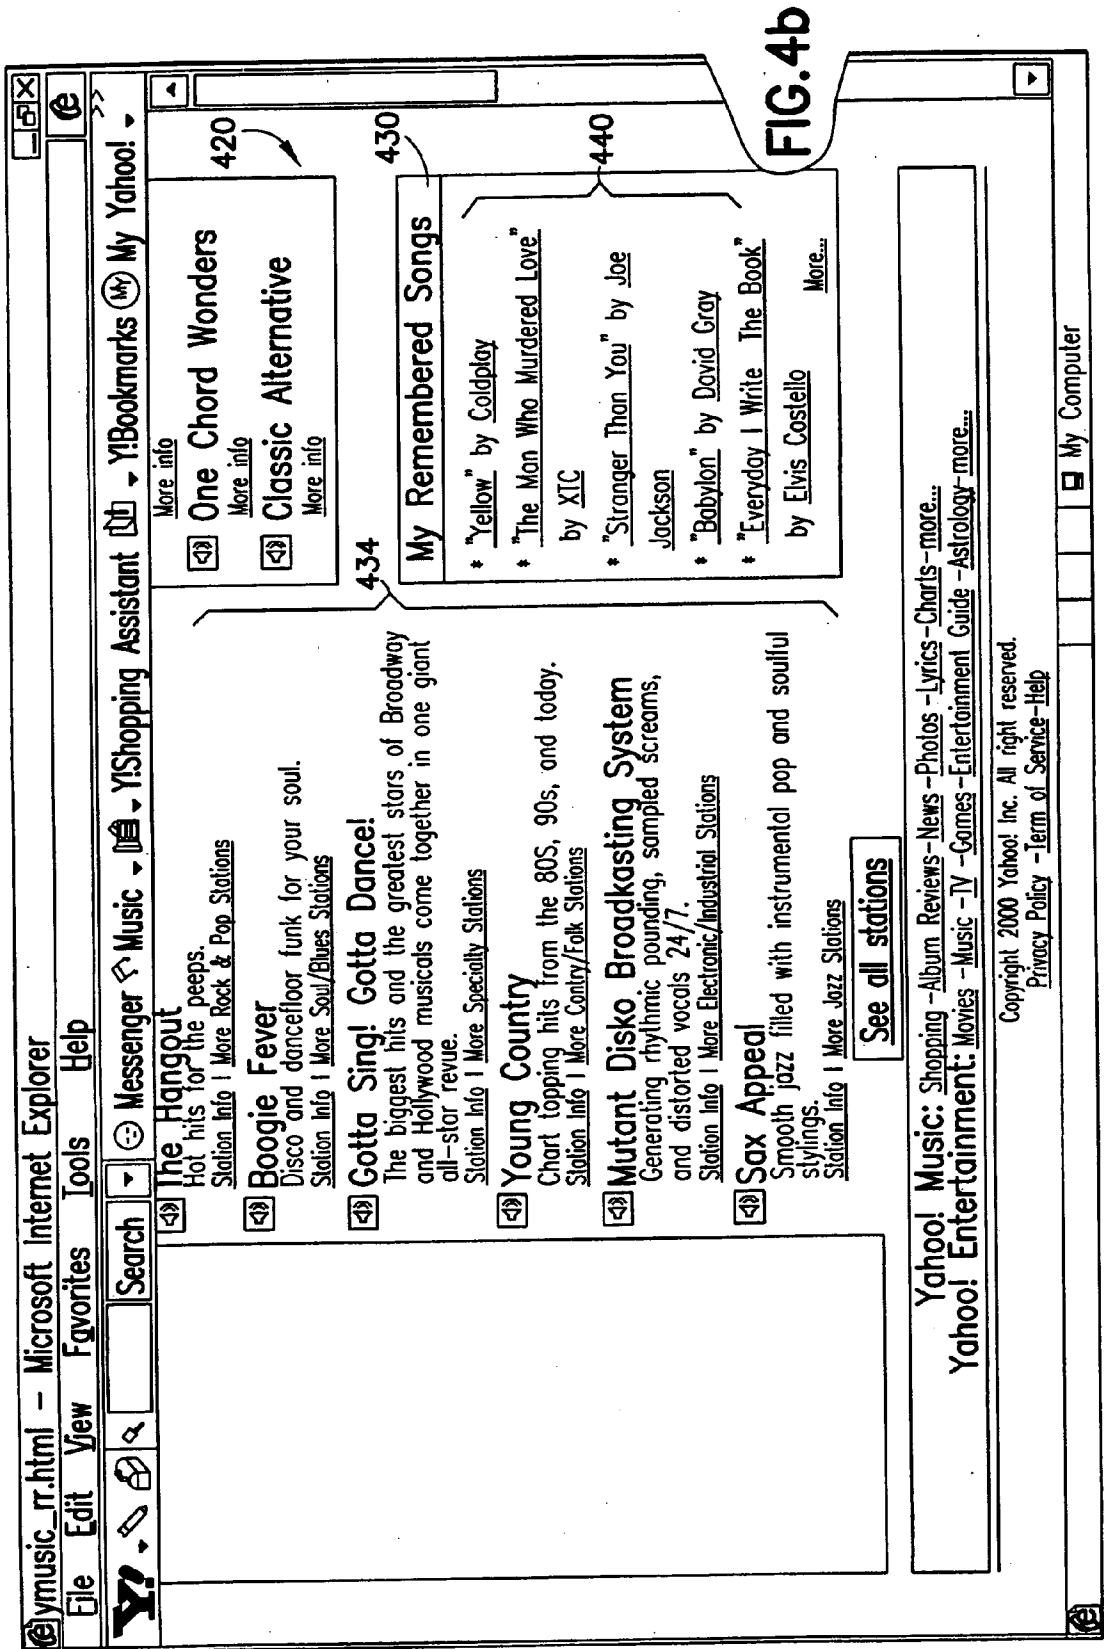 ymusic_rr.html – Microsoft Internet Explorer
File Edit View Favorites Tools Help
Y! Search Messenger Music Y!Shopping Assistant Y!Bookmarks My My Yahoo! >>
The Hangout
Hot hits for the peeps.
Station Info | More Rock & Pop Stations
Boogie Fever
Disco and dancefloor funk for your soul.
Station Info | More Soul/Blues Stations
Gotta Sing! Gotta Dance!
The biggest hits and the greatest stars of Broadway
and Hollywood musicals come together in one giant
all-star revue.
Station Info | More Specialty Stations
Young Country
Chart topping hits from the 80S, 90s, and today.
Station Info | More Contry/Folk Stations
Mutant Disko Broadkasting System
Generating rhythmic pounding, sampled screams,
and distorted vocals 24/7.
Station Info | More Electronic/Industrial Stations
Sax Appeal
Smooth jazz filled with instrumental pop and soulful
stylings.
Station Info | More Jazz Stations
See all stations
434
More info
One Chord Wonders
More info
Classic Alternative
More info
420
My Remembered Songs
430
* "Yellow" by Coldplay
* "The Man Who Murdered Love"
by XTC
* "Stranger Than You" by Joe
Jackson
* "Babylon" by David Gray
* "Everyday I Write The Book"
by Elvis Costello
More...
440
Yahoo! Music: Shopping -Album Reviews-News-Photos-Lyrics-Charts-more...
Yahoo! Entertainment: Movies -Music -TV -Games-Entertoinment Guide -Astrology-more...
Copyright 2000 Yahoo! Inc. All right reserved.
Privacy Policy -Term of Service-Help
My Computer
FIG.4b